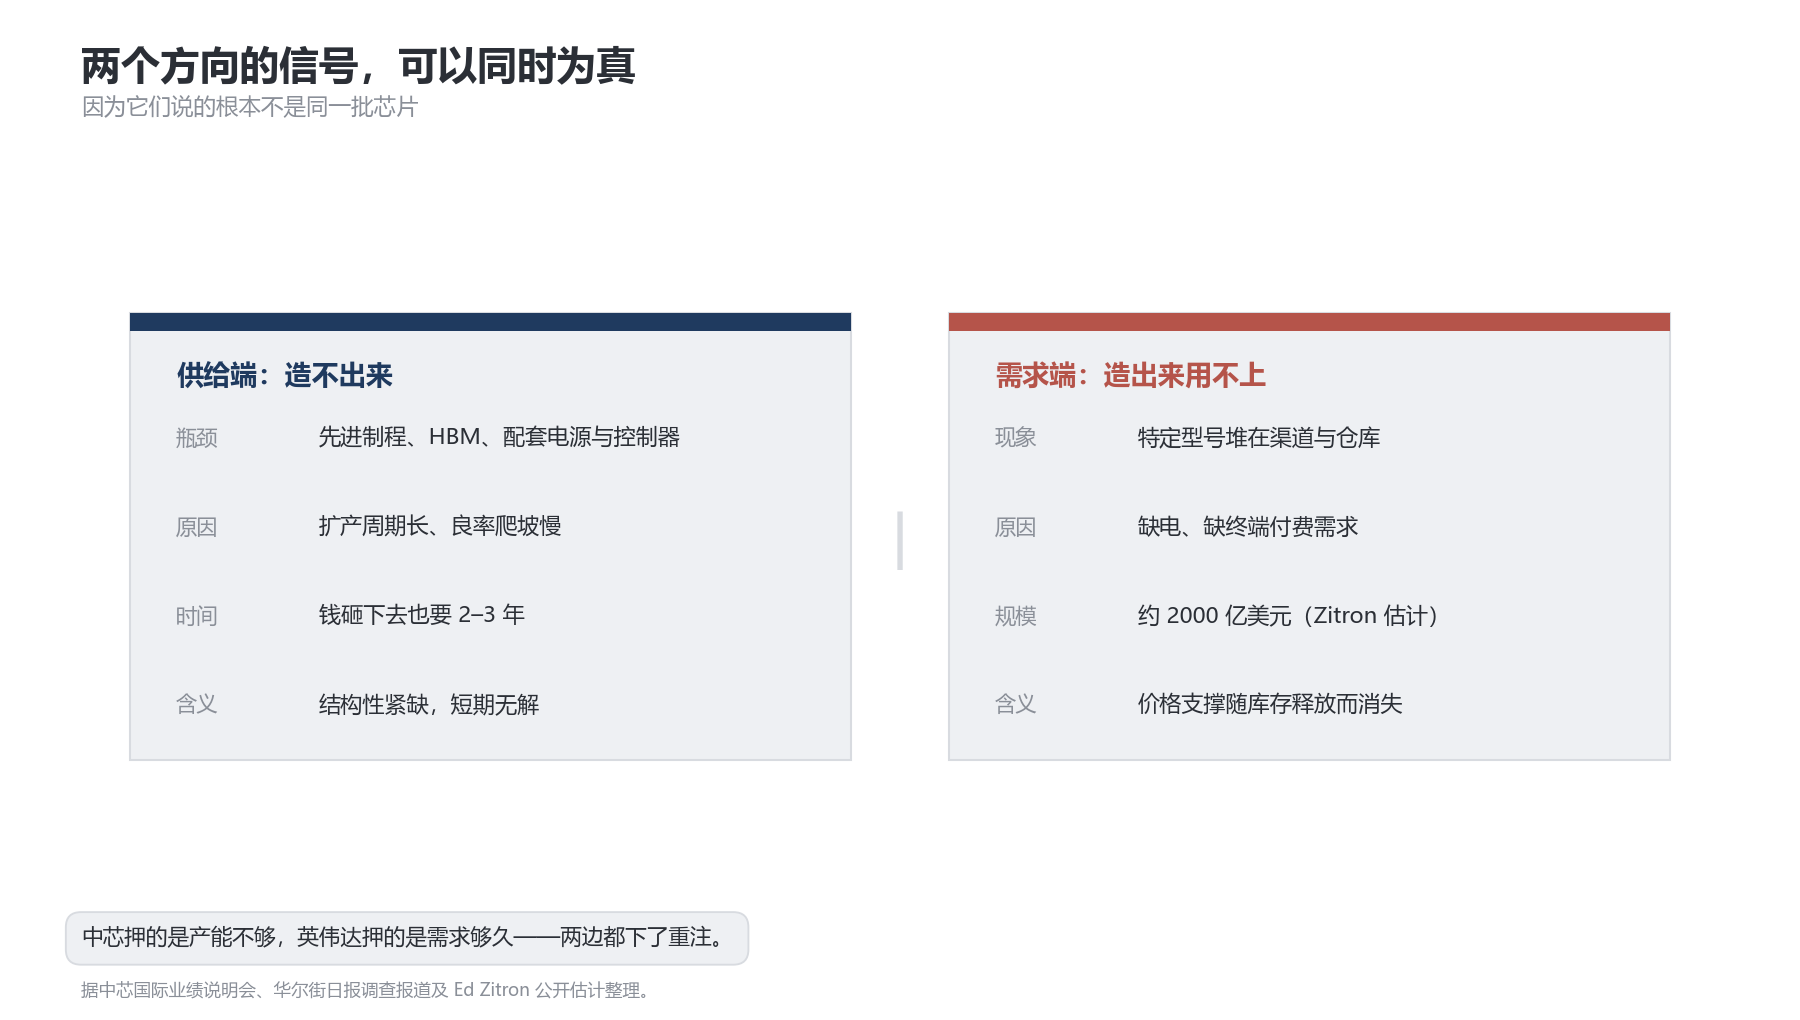 两个方向的信号，可以同时为真
因为它们说的根本不是同一批芯片
供给端：造不出来
瓶颈 先进制程、HBM、配套电源与控制器
原因 扩产周期长、良率爬坡慢
时间 钱砸下去也要 2–3 年
含义 结构性紧缺，短期无解
需求端：造出来用不上
现象 特定型号堆在渠道与仓库
原因 缺电、缺终端付费需求
规模 约 2000 亿美元（Zitron 估计）
含义 价格支撑随库存释放而消失
中芯押的是产能不够，英伟达押的是需求够久——两边都下了重注。
据中芯国际业绩说明会、华尔街日报调查报道及 Ed Zitron 公开估计整理。